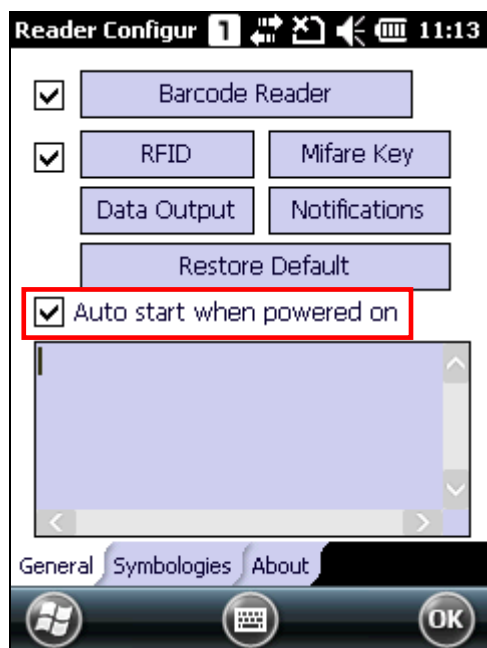 Reader Configur 1 11:13
Barcode Reader
RFID Mifare Key
Data Output Notifications
Restore Default
Auto start when powered on
General Symbologies About
OK